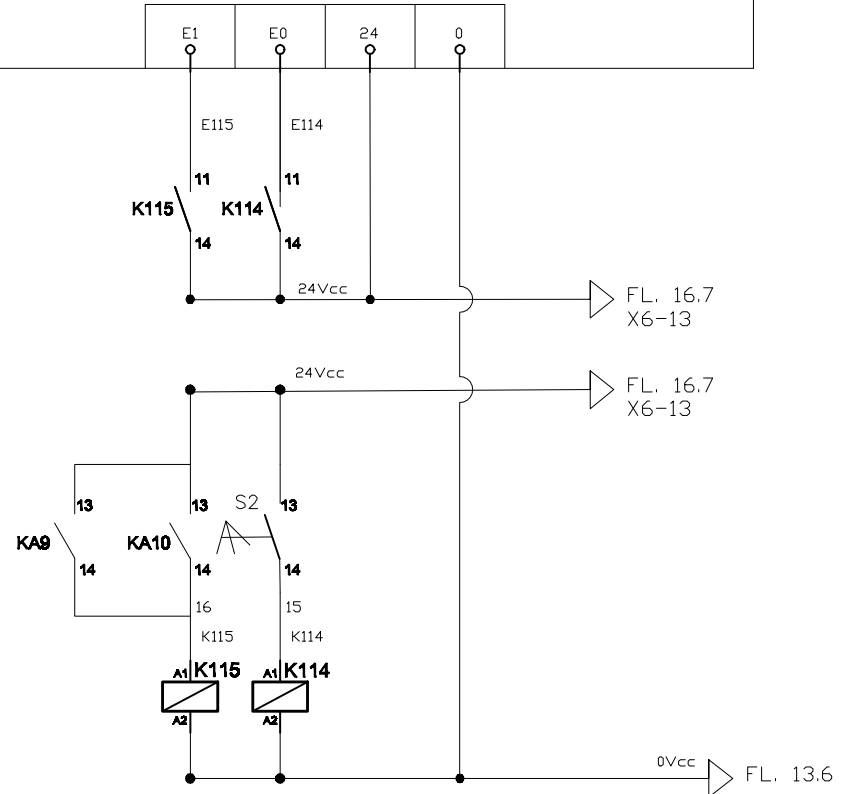 E1 E0 24 0
E115 E114
11 11
K115 K114
14 14
24Vcc
FL. 16.7
X6-13
24Vcc
FL. 16.7
X6-13
S2
13 13 13
KA9 KA10
14 14 14
16 15
K115 K114
A1 K115 A1 K114
A2 A2
0Vcc
FL. 13.6